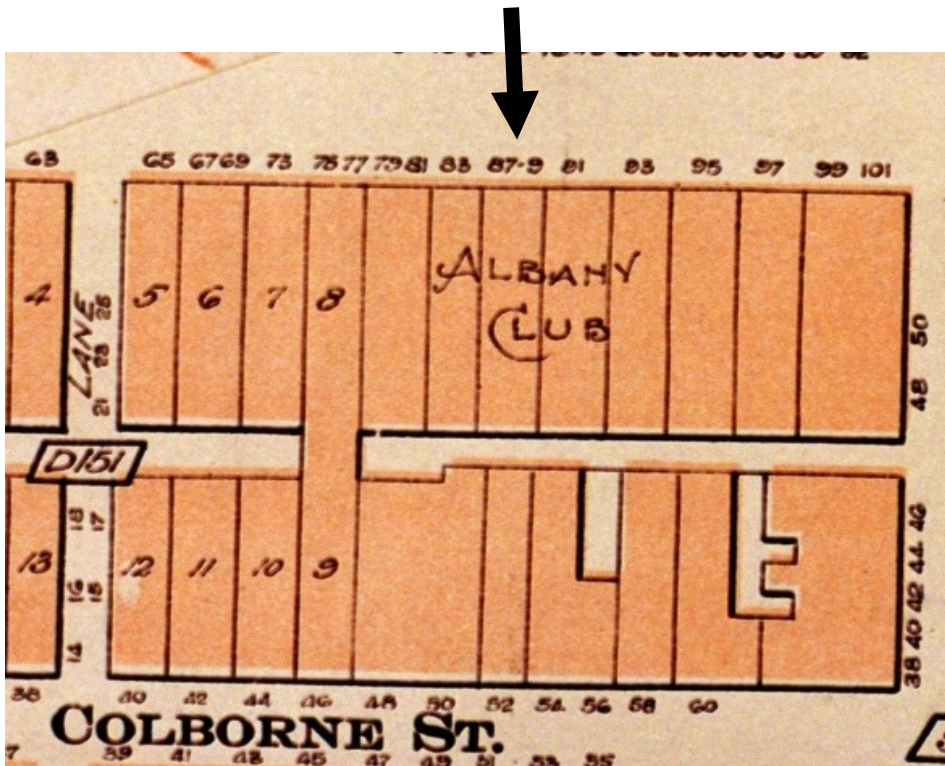 63 65 67 69 73 75 77 79 81 83 87-9 91 93 95 97 99 101
ALBANY
CLUB
4 5 6 7 8
LANE
21 23 25
48 50
D151
13 12 11 10 9
14 16 18
15 17
38 40 42 44 46
38 40 42 44 46 48 50 52 54 56 58 60
COLBORNE ST.
39 41 43 45 47 49 51 53 55